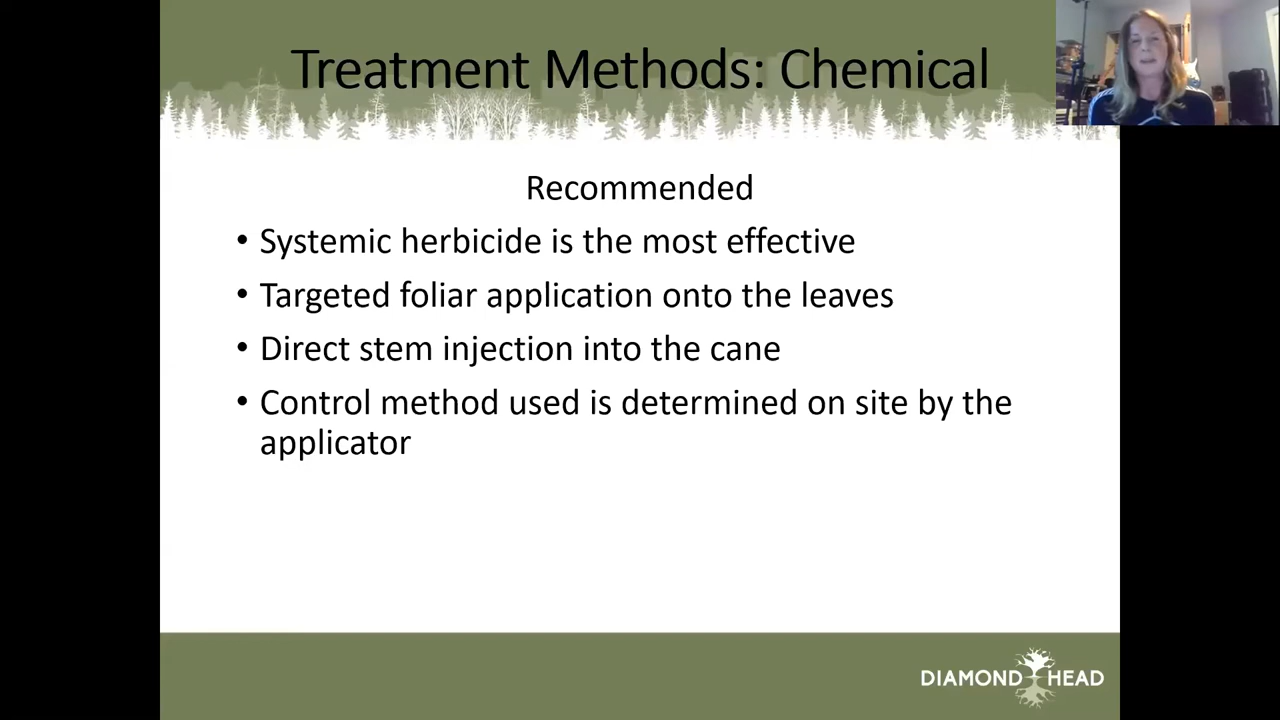 Treatment Methods: Chemical
Recommended
• Systemic herbicide is the most effective
• Targeted foliar application onto the leaves
• Direct stem injection into the cane
• Control method used is determined on site by the
applicator
DIAMOND HEAD